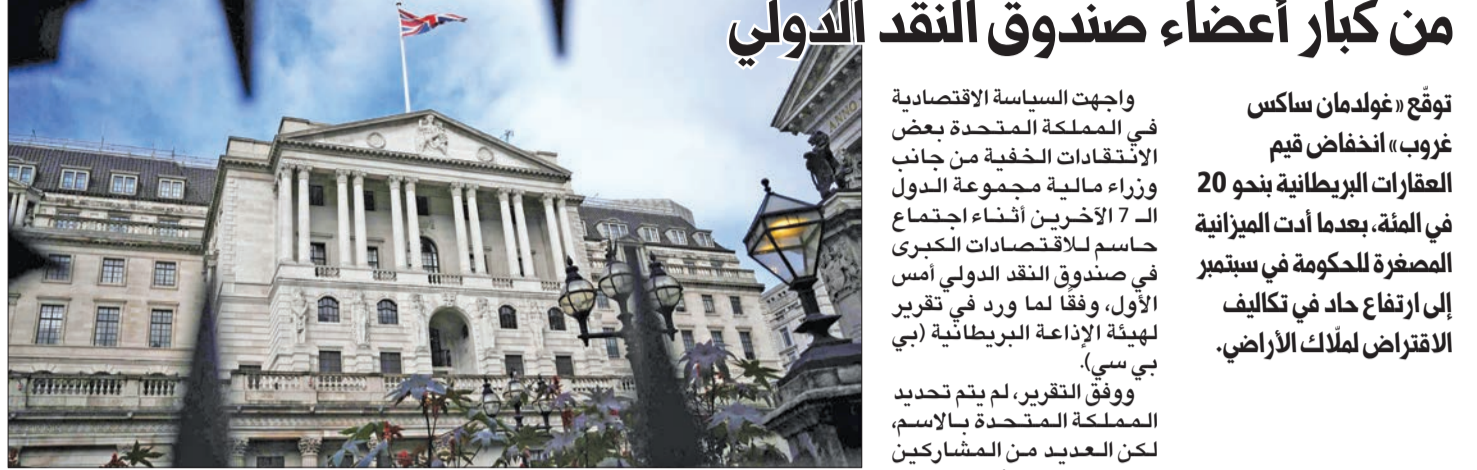 من كبار أعضاء صندوق النقد الدولي
توقّع «غولدمان ساكس
غروب» انخفاض قيم
العقارات البريطانية بنحو 20
في المئة، بعدما أدت الميزانية
المصغرة للحكومة في سبتمبر
إلى ارتفاع حاد في تكاليف
الاقتراض لملّاك الأراضي.
واجهت السياسة الاقتصادية
في المملكة المتحدة بعض
الانتقادات الخفية من جانب
وزراء مالية مجموعة الدول
الـ 7 الآخرين أثناء اجتماع
حاسم للاقتصادات الكبرى
في صندوق النقد الدولي أمس
الأول، وفقًا لما ورد في تقرير
لهيئة الإذاعة البريطانية (بي
بي سي).
ووفق التقرير، لم يتم تحديد
المملكة المتحدة بالاسم،
لكن العديد من المشاركين
ANNO